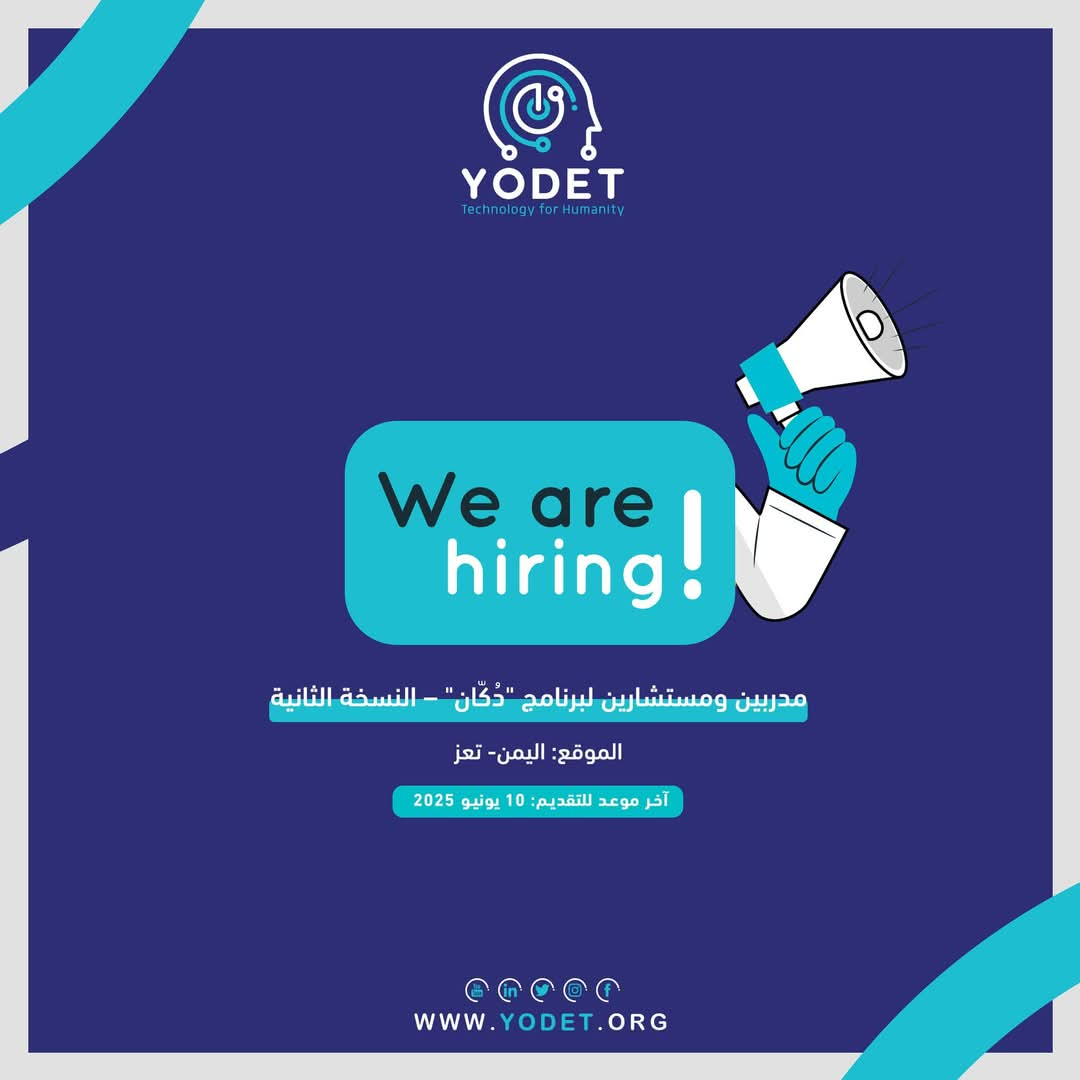 YODET
Technology for Humanity
We are
hiring!
مدربين ومستشارين لبرنامج "دُكّان" – النسخة الثانية
الموقع: اليمن- تعز
آخر موعد للتقديم: 10 يونيو 2025
WWW.YODET.ORG